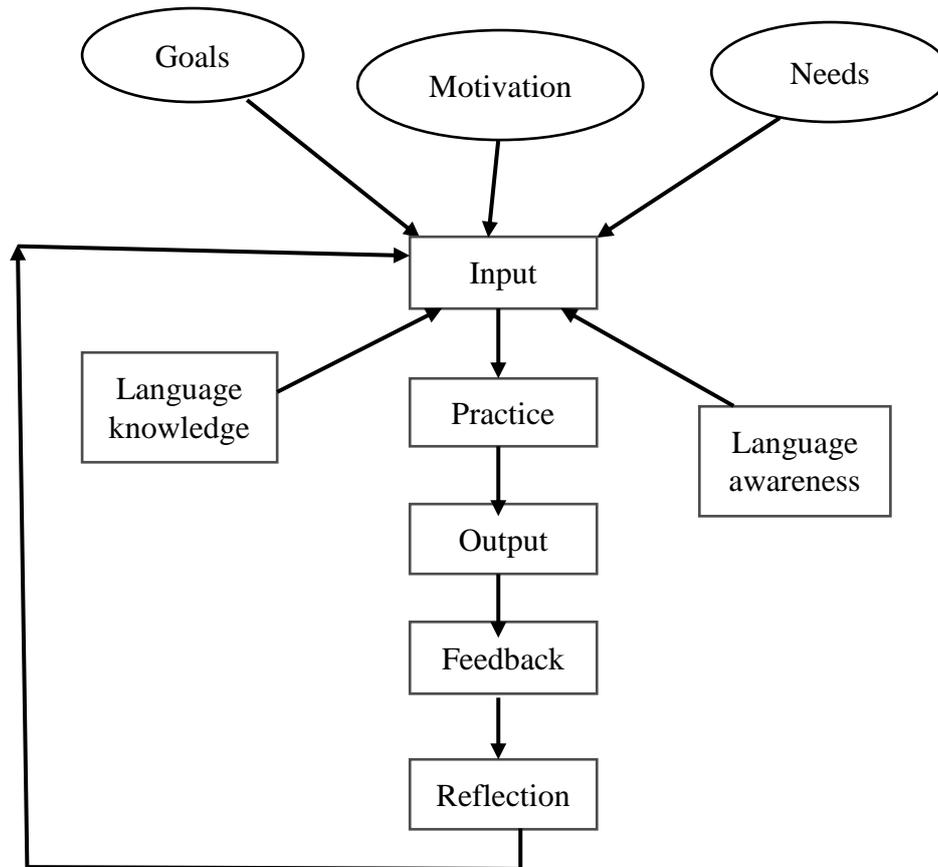 Goals
Motivation
Needs
Input
Language
knowledge
Practice
Language
awareness
Output
Feedback
Reflection